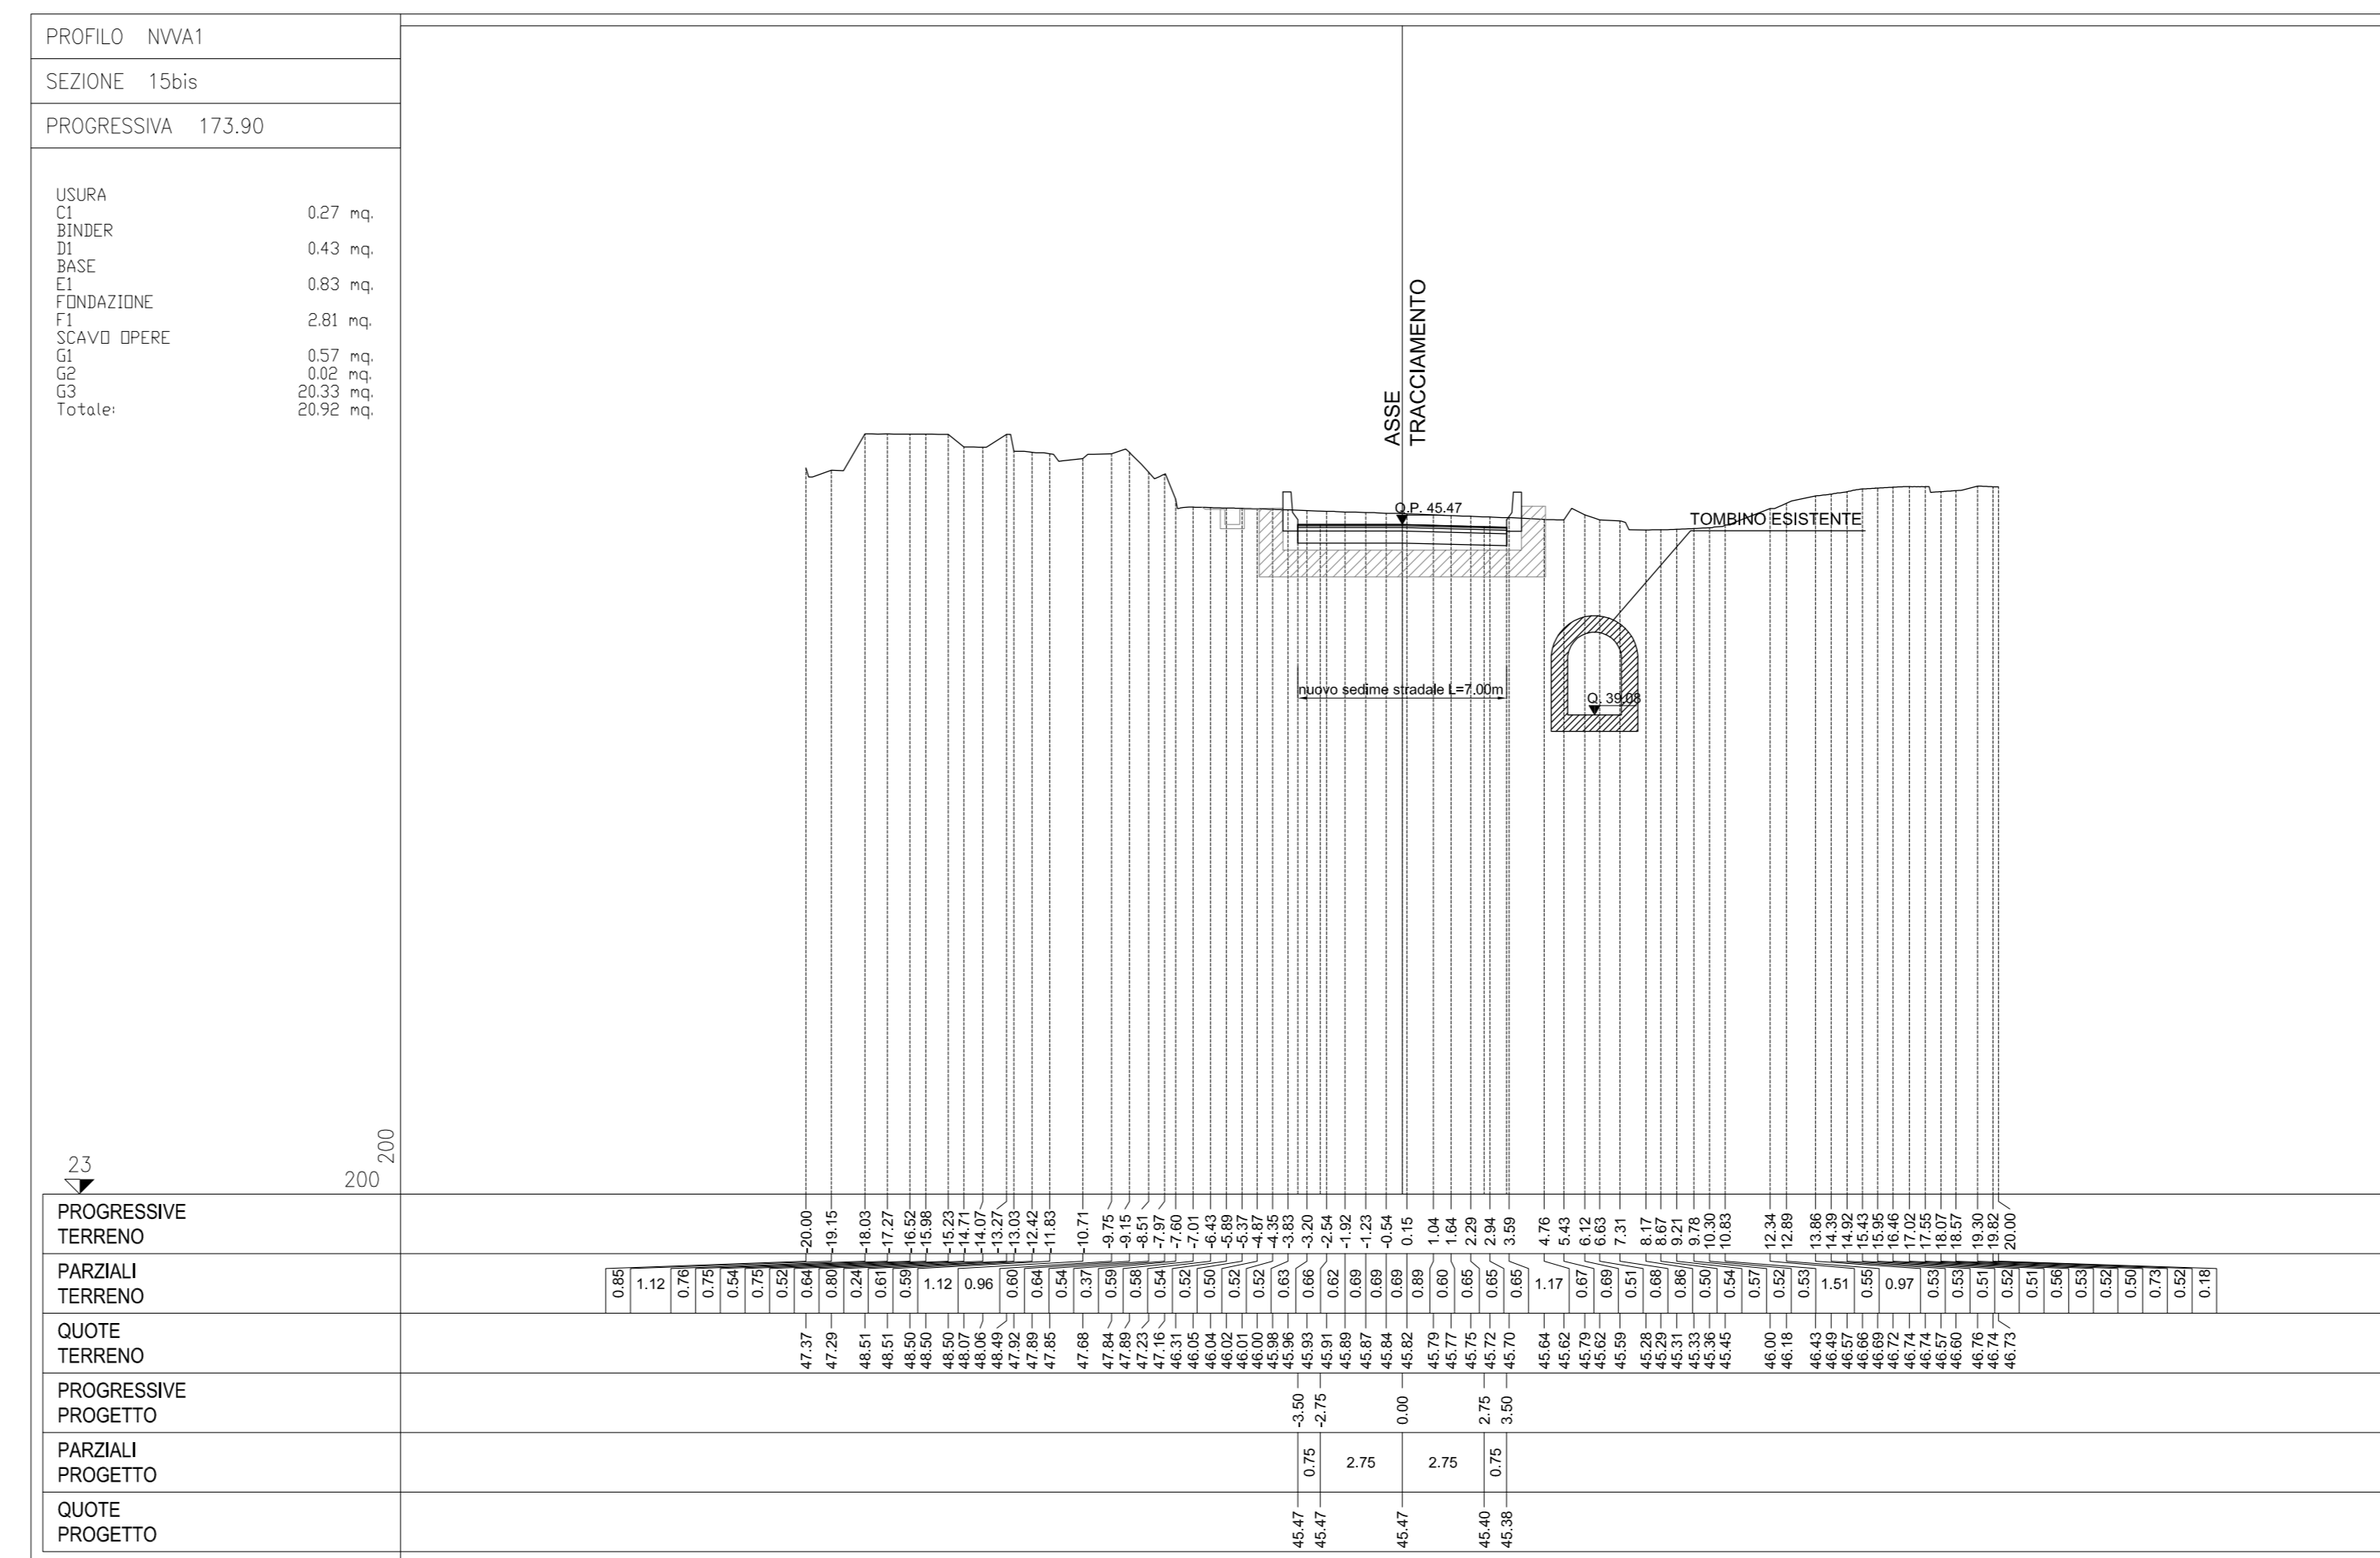 PROFILO NVVA1
SEZIONE 15bis
PROGRESSIVA 173.90
USURA
C1 0.27 mq.
BINDER
D1 0.43 mq.
BASE
E1 0.83 mq.
FONDAZIONE
F1 2.81 mq.
SCAVO OPERE
G1 0.57 mq.
G2 0.02 mq.
G3 20.33 mq.
Totale: 20.92 mq.
ASSE
TRACCIAMENTO
Q.P. 45.47
TOMBINO ESISTENTE
nuovo sedime stradale L=7.00m
Q. 39.08
23
200
200
PROGRESSIVE
TERRENO
-20.00 -19.15 -18.03 -17.27 -16.52 -15.98 -15.23 -14.71 -14.07 -13.27 -13.03 -12.42 -11.83 -10.71 -9.75 -9.15 -8.51 -7.97 -7.60 -7.01 -6.43 -5.89 -5.37 -4.87 -4.35 -3.83 -3.20 -2.54 -1.92 -1.23 -0.54 0.15 1.04 1.64 2.29 2.94 3.59 4.76 5.43 6.12 6.63 7.31 8.17 8.67 9.21 9.78 10.30 10.83 12.34 12.89 13.86 14.39 14.92 15.43 15.95 16.46 17.02 17.55 18.07 18.57 19.30 19.82 20.00
PARZIALI
TERRENO
0.85 1.12 0.76 0.75 0.54 0.75 0.52 0.64 0.80 0.24 0.61 0.59 1.12 0.96 0.60 0.64 0.54 0.37 0.59 0.58 0.54 0.52 0.50 0.52 0.52 0.63 0.66 0.62 0.69 0.69 0.69 0.89 0.60 0.65 0.65 0.65 1.17 0.67 0.69 0.51 0.68 0.86 0.50 0.54 0.57 0.52 0.53 1.51 0.55 0.97 0.53 0.53 0.51 0.52 0.51 0.56 0.53 0.52 0.50 0.73 0.52 0.18
QUOTE
TERRENO
47.37 47.29 48.51 48.51 48.50 48.50 48.50 48.07 48.06 48.49 47.92 47.89 47.85 47.68 47.84 47.89 47.23 47.16 46.31 46.05 46.04 46.02 46.01 46.00 45.98 45.96 45.93 45.91 45.89 45.87 45.84 45.82 45.79 45.77 45.75 45.72 45.70 45.64 45.62 45.79 45.62 45.59 45.28 45.29 45.31 45.33 45.36 45.45 46.00 46.18 46.43 46.49 46.57 46.66 46.69 46.72 46.74 46.74 46.57 46.60 46.76 46.74 46.73
PROGRESSIVE
PROGETTO
-3.50 -2.75 0.00 2.75 3.50
PARZIALI
PROGETTO
0.75 2.75 2.75 0.75
QUOTE
PROGETTO
45.47 45.47 45.47 45.40 45.38